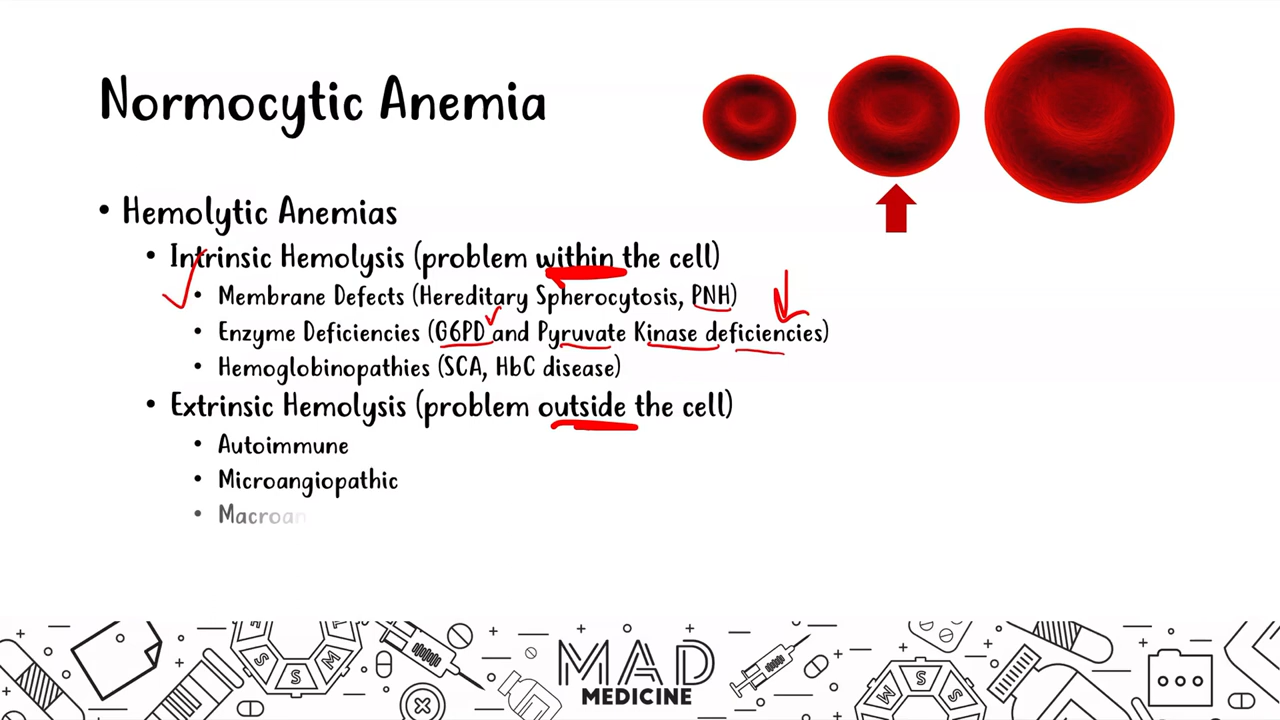 Normocytic Anemia
• Hemolytic Anemias
• Intrinsic Hemolysis (problem within the cell)
• Membrane Defects (Hereditary Spherocytosis, PNH)
• Enzyme Deficiencies (G6PD and Pyruvate Kinase deficiencies)
• Hemoglobinopathies (SCA, HbC disease)
• Extrinsic Hemolysis (problem outside the cell)
• Autoimmune
• Microangiopathic
• Macroan
MAD
MEDICINE